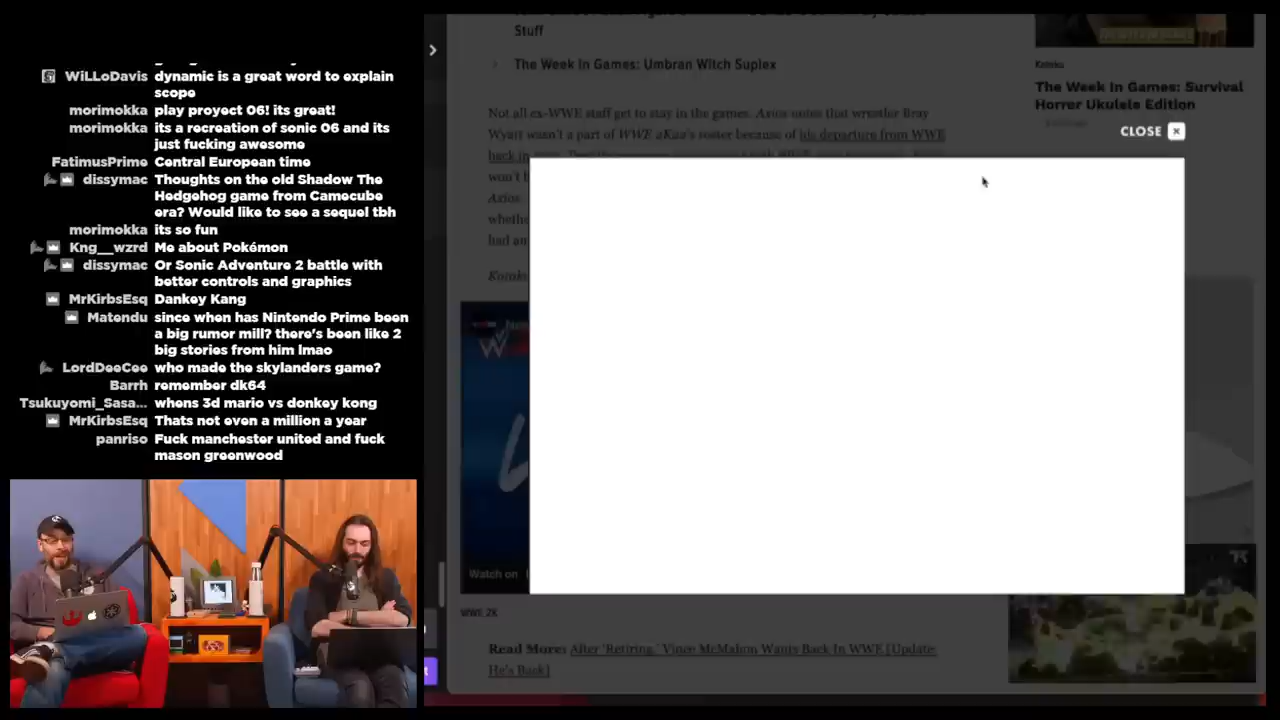 WiLLoDavis dynamic is a great word to explain
scope
morimokka play proyect 06! its great!
morimokka its a recreation of sonic 06 and its
just fucking awesome
FatimusPrime Central European time
dissymac Thoughts on the old Shadow The
Hedgehog game from Camecube
era? Would like to see a sequel tbh
morimokka its so fun
Kng__wzrd Me about Pokémon
dissymac Or Sonic Adventure 2 battle with
better controls and graphics
MrKirbsEsq Dankey Kang
Matendu since when has Nintendo Prime been
a big rumor mill? there's been like 2
big stories from him lmao
LordDeeCee who made the skylanders game?
Barrh remember dk64
Tsukuyomi_Sasa... whens 3d mario vs donkey kong
MrKirbsEsq Thats not even a million a year
panriso Fuck manchester united and fuck
mason greenwood
Stuff
The Week In Games: Umbran Witch Suplex
Not all ex-WWE staff get to stay in the games. Axios notes that wrestler Bray
Wyatt wasn't a part of WWE 2K22's roster because of his departure from WWE
back in
won't
Axios
whethe
had an
Kotaku
Watch on
WWE 2K
Read More: After 'Retiring,' Vince McMahon Wants Back In WWE [Update:
He's Back]
Kotaku
The Week In Games: Survival
Horror Ukulele Edition
CLOSE